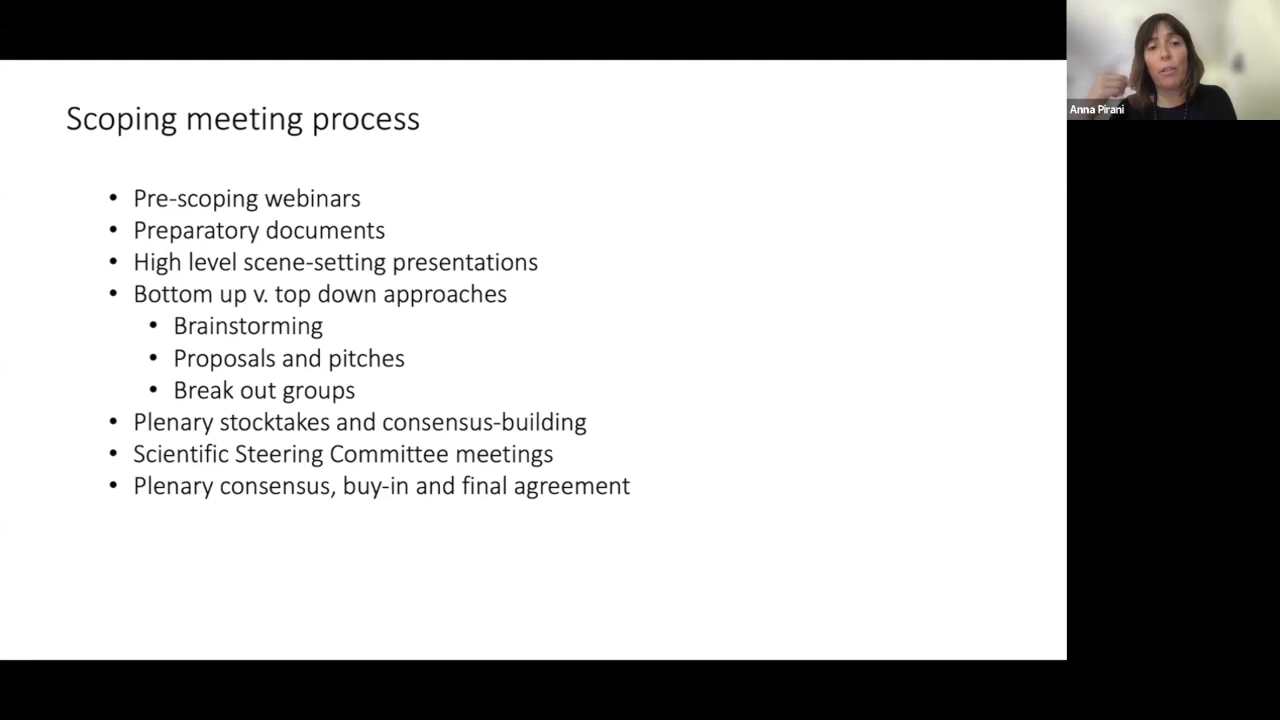 Scoping meeting process
• Pre-scoping webinars
• Preparatory documents
• High level scene-setting presentations
• Bottom up v. top down approaches
• Brainstorming
• Proposals and pitches
• Break out groups
• Plenary stocktakes and consensus-building
• Scientific Steering Committee meetings
• Plenary consensus, buy-in and final agreement
Anna Pirani